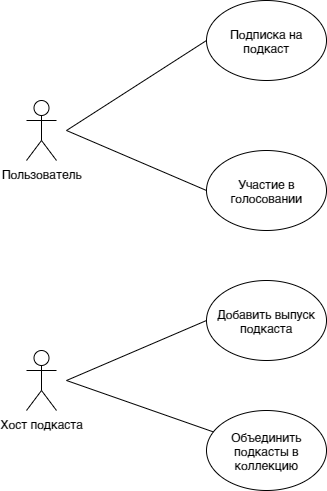 Подписка на
подкаст
Пользователь
Участие в
голосовании
Добавить выпуск
подкаста
Хост подкаста
Объединить
подкасты в
коллекцию